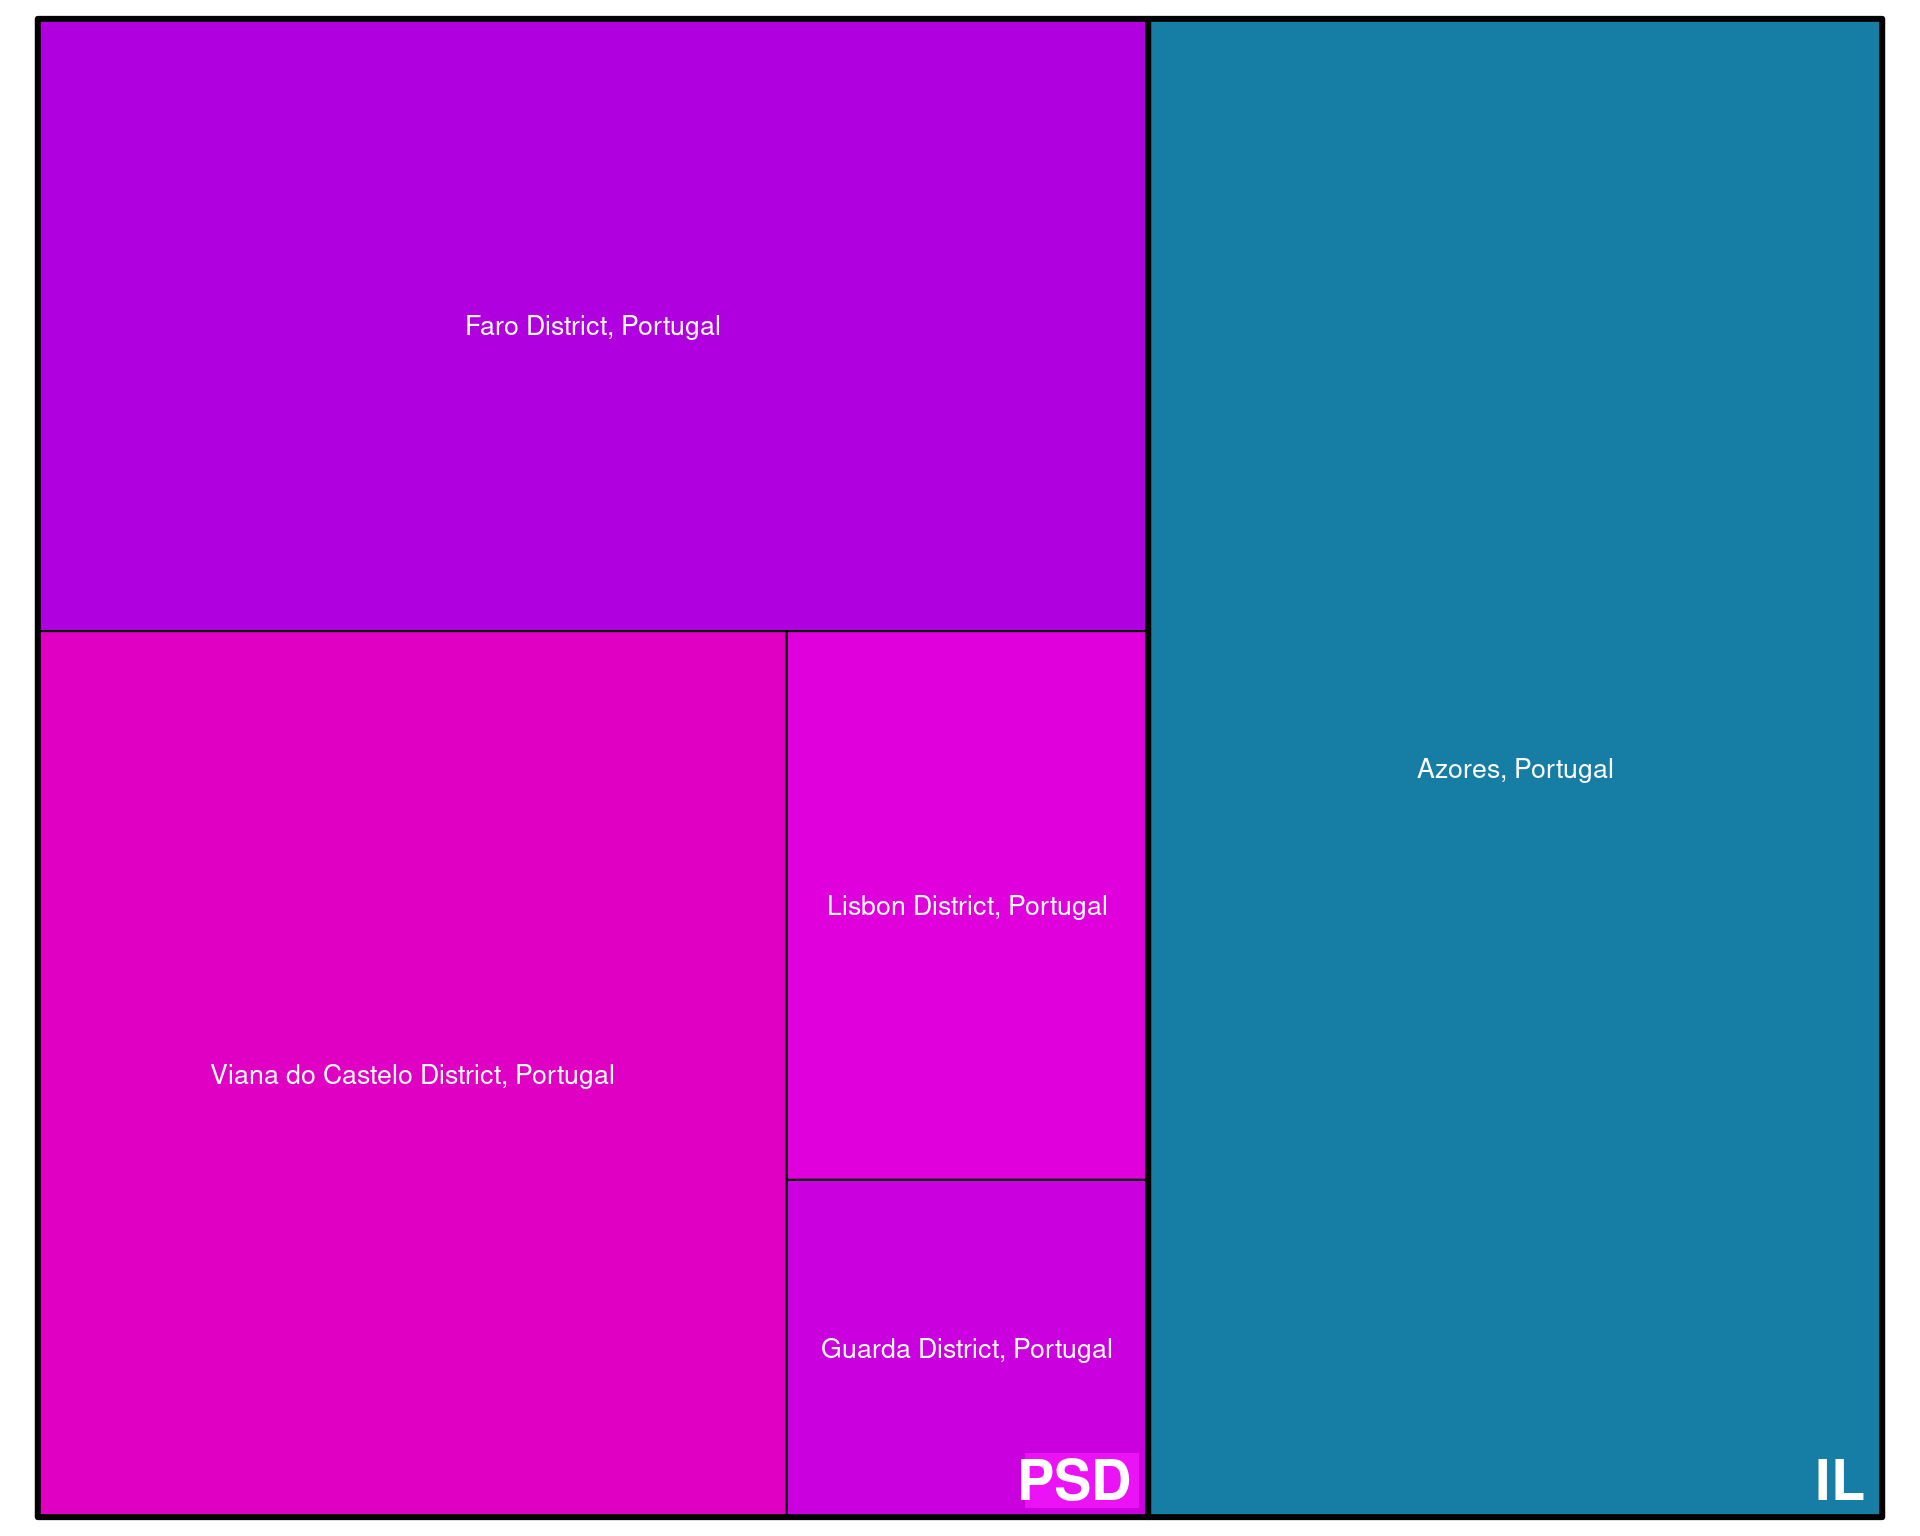 Faro District, Portugal
Azores, Portugal
Lisbon District, Portugal
Viana do Castelo District, Portugal
Guarda District, Portugal
PSD
IL